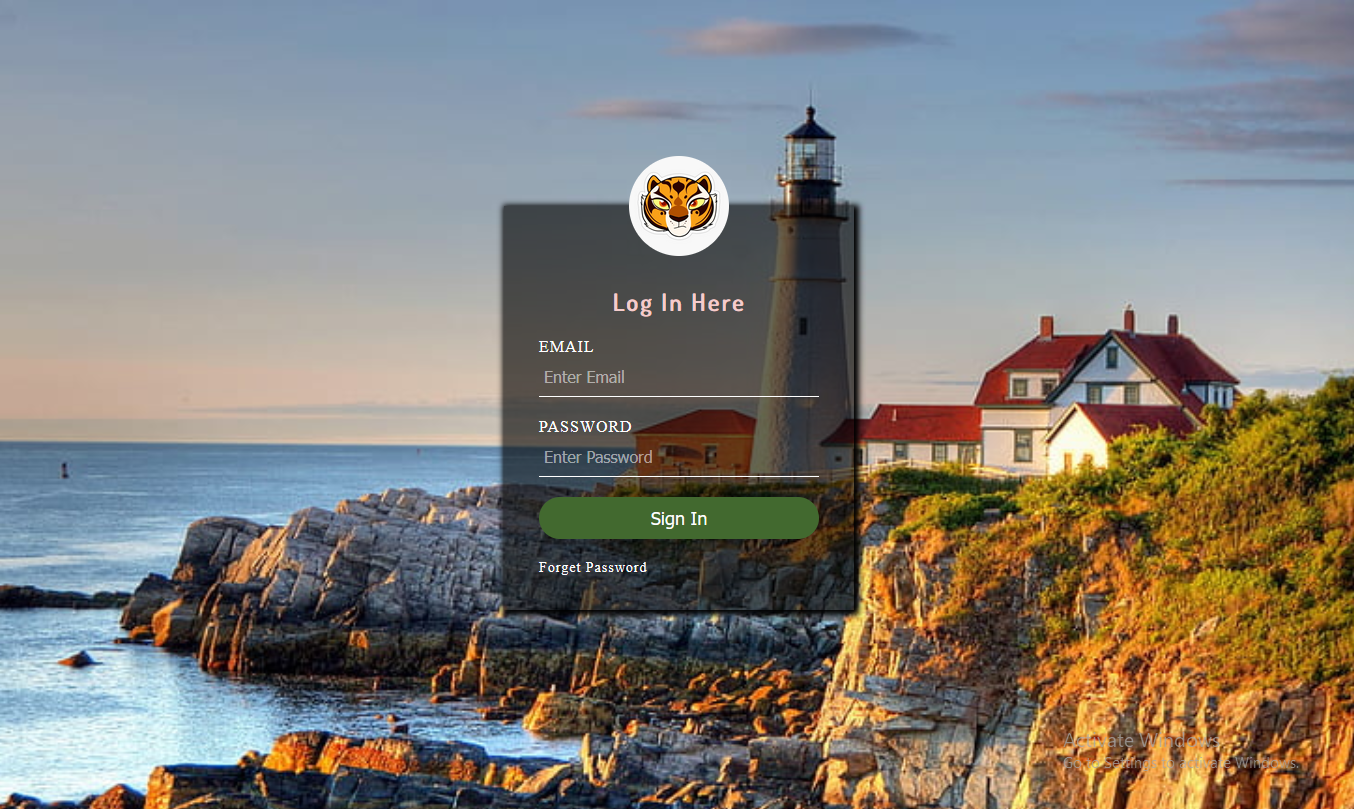 Log In Here
EMAIL
Enter Email
PASSWORD
Enter Password
Sign In
Forget Password
Activate Windows
Go to Settings to activate Windows.